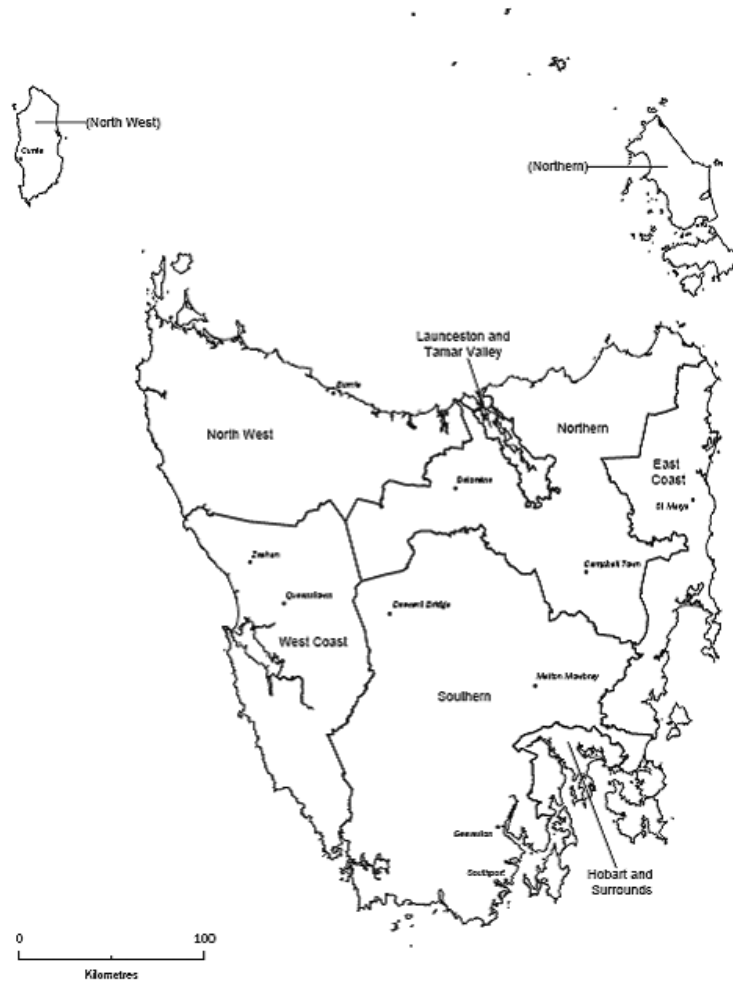 (North West)
Currie
(Northern)
Launceston and
Tamar Valley
Burnie
North West
Northern
East
Coast
St Marys
Deloraine
Zeehan
Campbell Town
Queenstown
Derwent Bridge
West Coast
Melton Mowbray
Southern
Geeveston
Southport
Hobart and
Surrounds
0
100
Kilometres